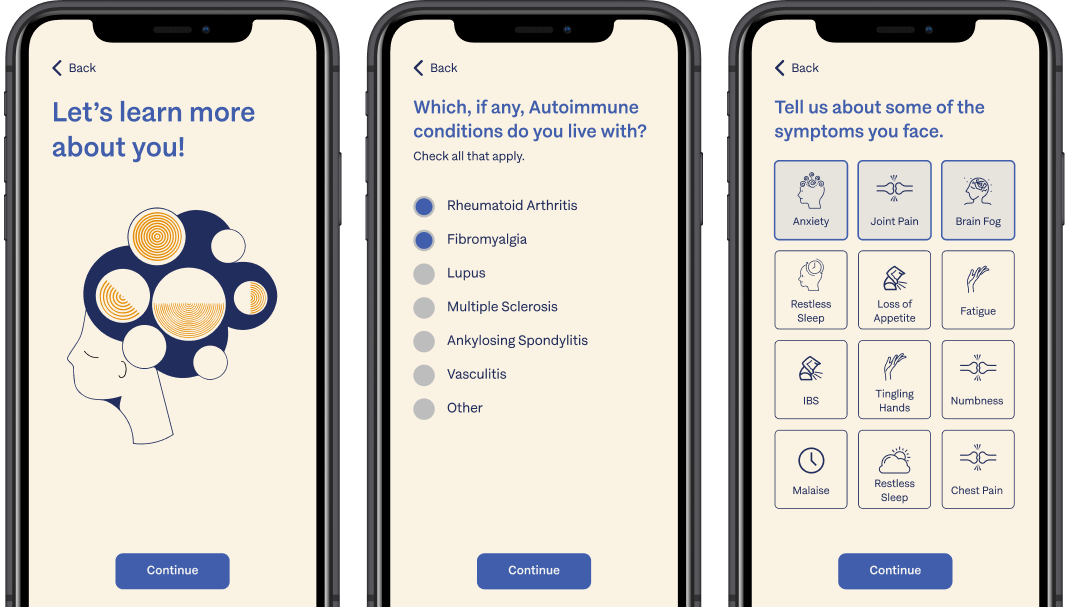 Back
Let's learn more
about you!
Continue
Back
Which, if any, Autoimmune
conditions do you live with?
Check all that apply.
Rheumatoid Arthritis
Fibromyalgia
Lupus
Multiple Sclerosis
Ankylosing Spondylitis
Vasculitis
Other
Continue
Back
Tell us about some of the
symptoms you face.
Anxiety
Joint Pain
Brain Fog
Restless
Sleep
Loss of
Appetite
Fatigue
IBS
Tingling
Hands
Numbness
Malaise
Restless
Sleep
Chest Pain
Continue